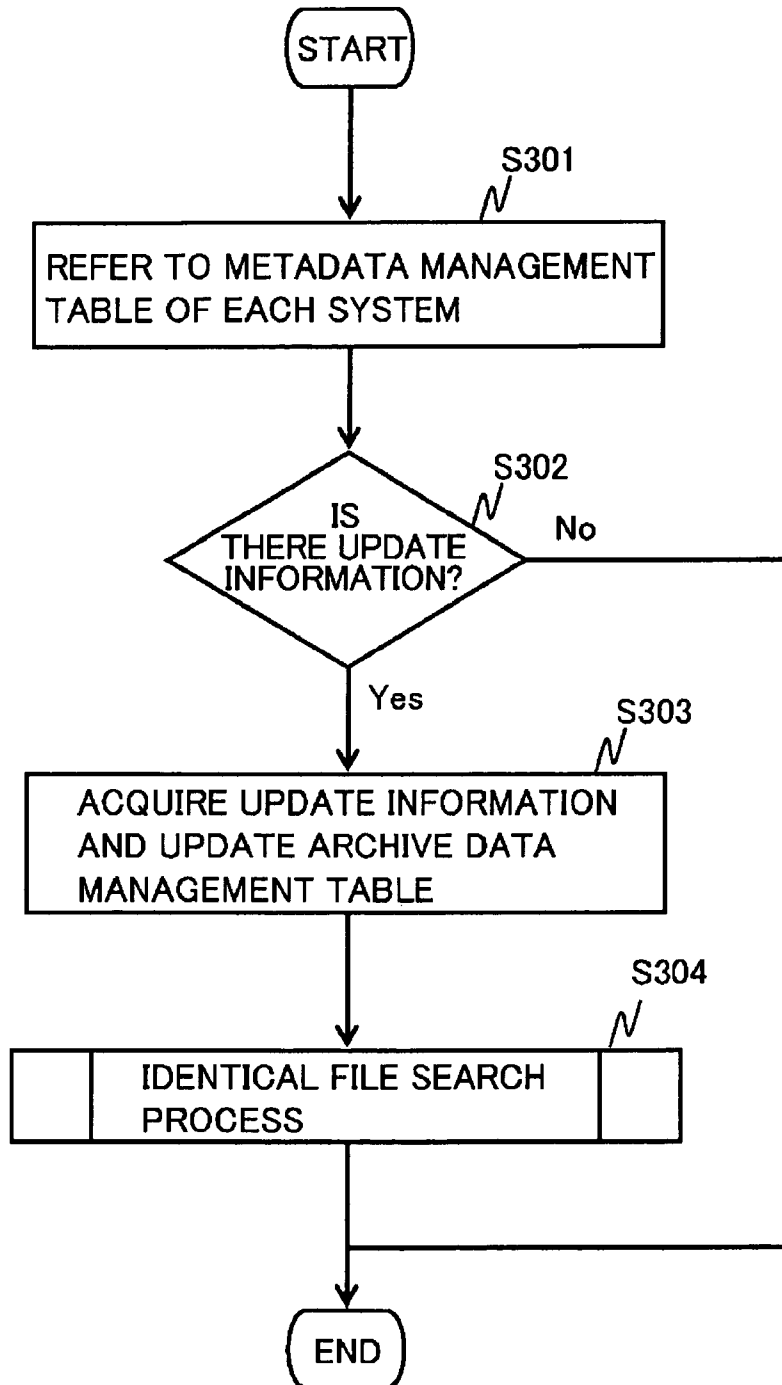 START
S301
REFER TO METADATA MANAGEMENT
TABLE OF EACH SYSTEM
S302
IS
THERE UPDATE
INFORMATION?
No
Yes
S303
ACQUIRE UPDATE INFORMATION
AND UPDATE ARCHIVE DATA
MANAGEMENT TABLE
S304
IDENTICAL FILE SEARCH
PROCESS
END